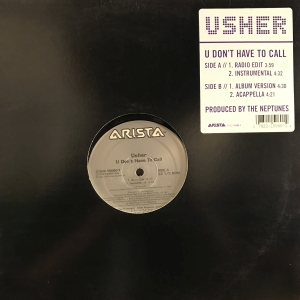 USHER
U DON'T HAVE TO CALL
SIDE A // 1. RADIO EDIT 3:59
2. INSTRUMENTAL 4:32
SIDE B // 1. ALBUM VERSION 4:30
2. ACAPPELLA 4:21
PRODUCED BY THE NEPTUNES
ARISTA
ARISTA
Usher
U Don't Have To Call